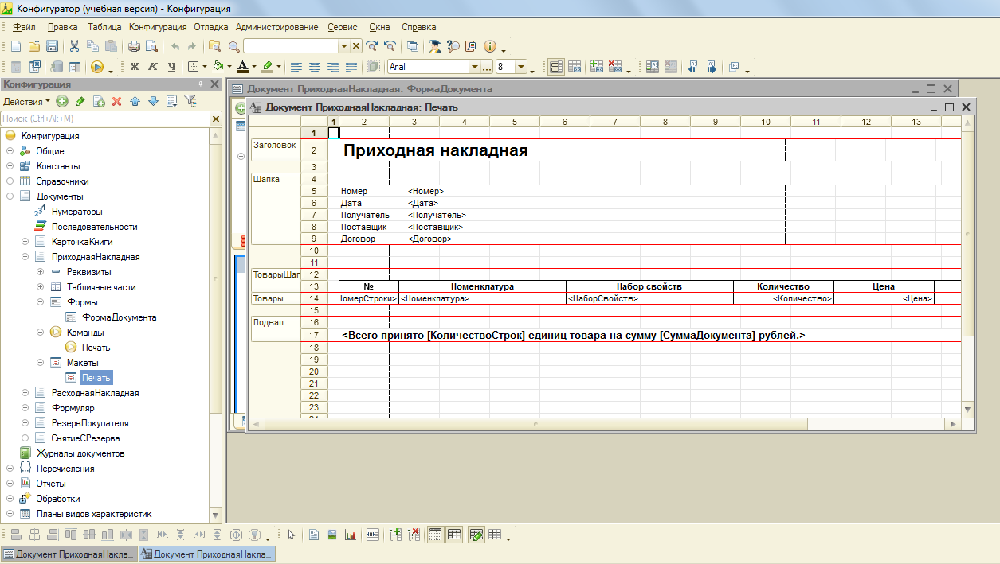 Конфигуратор (учебная версия) - Конфигурация
Файл Правка Таблица Конфигурация Отладка Администрирование Сервис Окна Справка
Ж К Ч А Arial 8
Конфигурация
Действия
Поиск (Ctrl+Alt+M)
Конфигурация
Общие
Константы
Справочники
Документы
Нумераторы
Последовательности
КарточкаКниги
ПриходнаяНакладная
Реквизиты
Табличные части
Формы
ФормаДокумента
Команды
Печать
Макеты
Печать
РасходнаяНакладная
Формуляр
РезервПокупателя
СнятиеСРезерва
Журналы документов
Перечисления
Отчеты
Обработки
Планы видов характеристик
Документ ПриходнаяНакладная: ФормаДокумента
Документ ПриходнаяНакладная: Печать
1 2 3 4 5 6 7 8 9 10 11 12 13
1
Заголовок 2 Приходная накладная
3
Шапка 4
5 Номер <Номер>
6 Дата <Дата>
7 Получатель <Получатель>
8 Поставщик <Поставщик>
9 Договор <Договор>
10
11
ТоварыШап 12
13 № Номенклатура Набор свойств Количество Цена
Товары 14 НомерСтроки> <Номенклатура> <НаборСвойств> <Количество> <Цена>
15
Подвал 16
17 <Всего принято [КоличествоСтрок] единиц товара на сумму [СуммаДокумента] рублей.>
18
19
20
21
22
23
Документ ПриходнаяНакла... Документ ПриходнаяНакла...